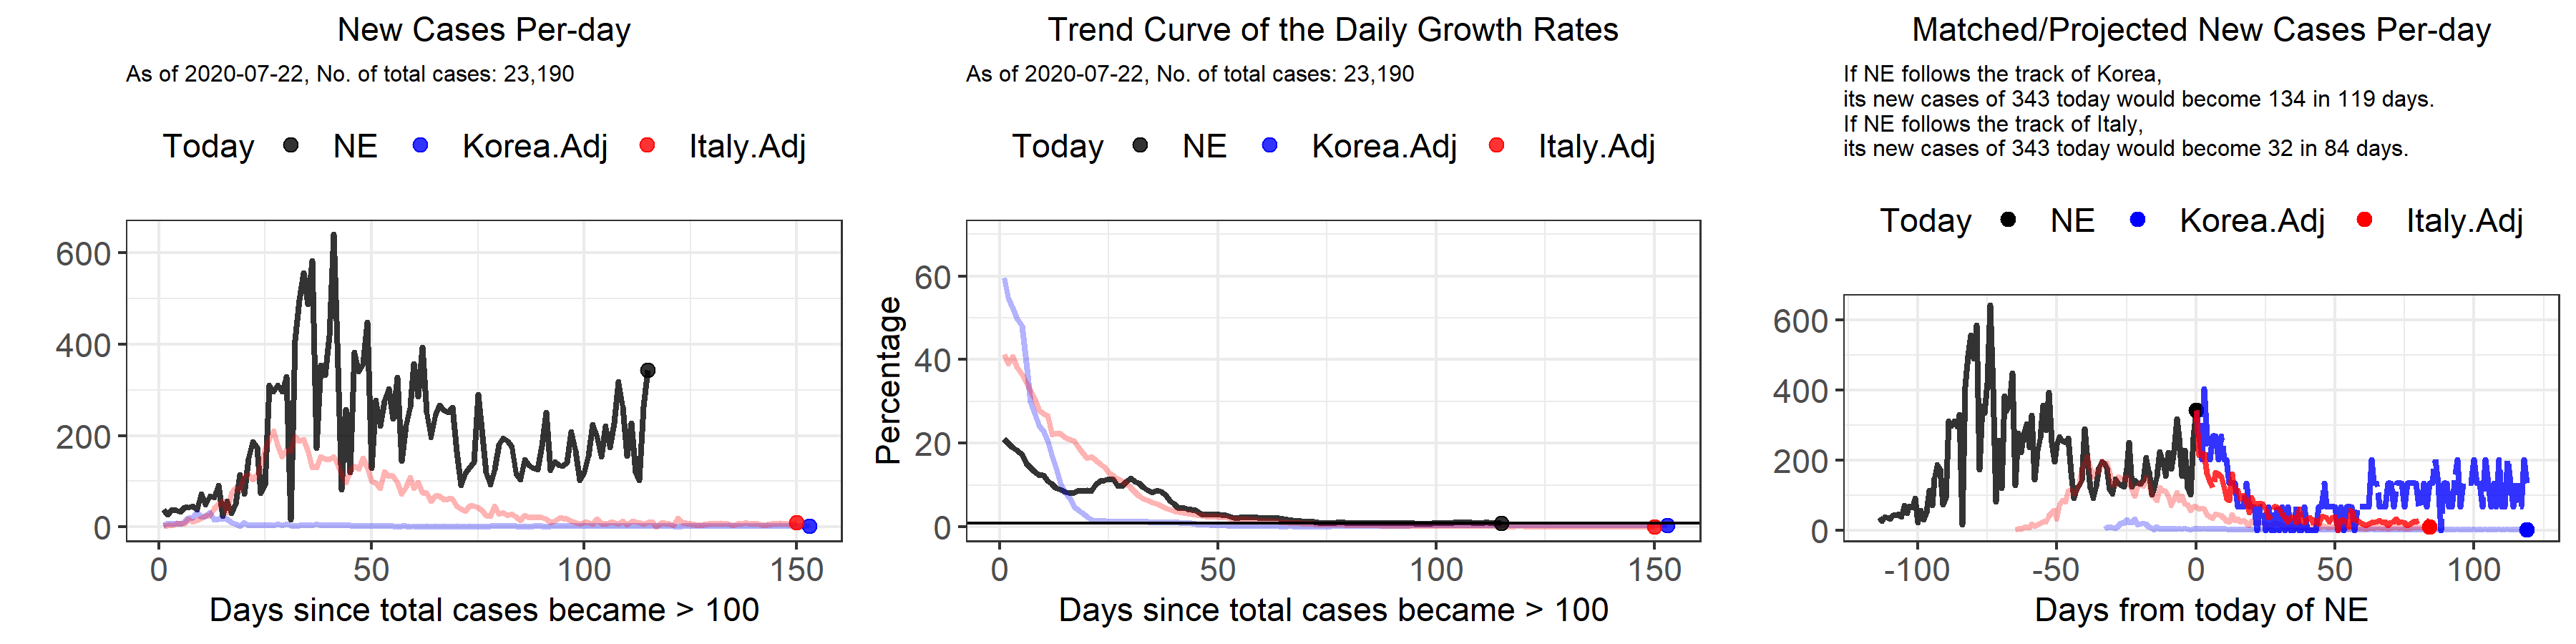 New Cases Per-day
As of 2020-07-22, No. of total cases: 23,190
Today NE Korea.Adj Italy.Adj
600
400
200
0
0 50 100 150
Days since total cases became > 100
Trend Curve of the Daily Growth Rates
As of 2020-07-22, No. of total cases: 23,190
Today NE Korea.Adj Italy.Adj
Percentage
60
40
20
0
0 50 100 150
Days since total cases became > 100
Matched/Projected New Cases Per-day
If NE follows the track of Korea,
its new cases of 343 today would become 134 in 119 days.
If NE follows the track of Italy,
its new cases of 343 today would become 32 in 84 days.
Today NE Korea.Adj Italy.Adj
600
400
200
0
-100 -50 0 50 100
Days from today of NE